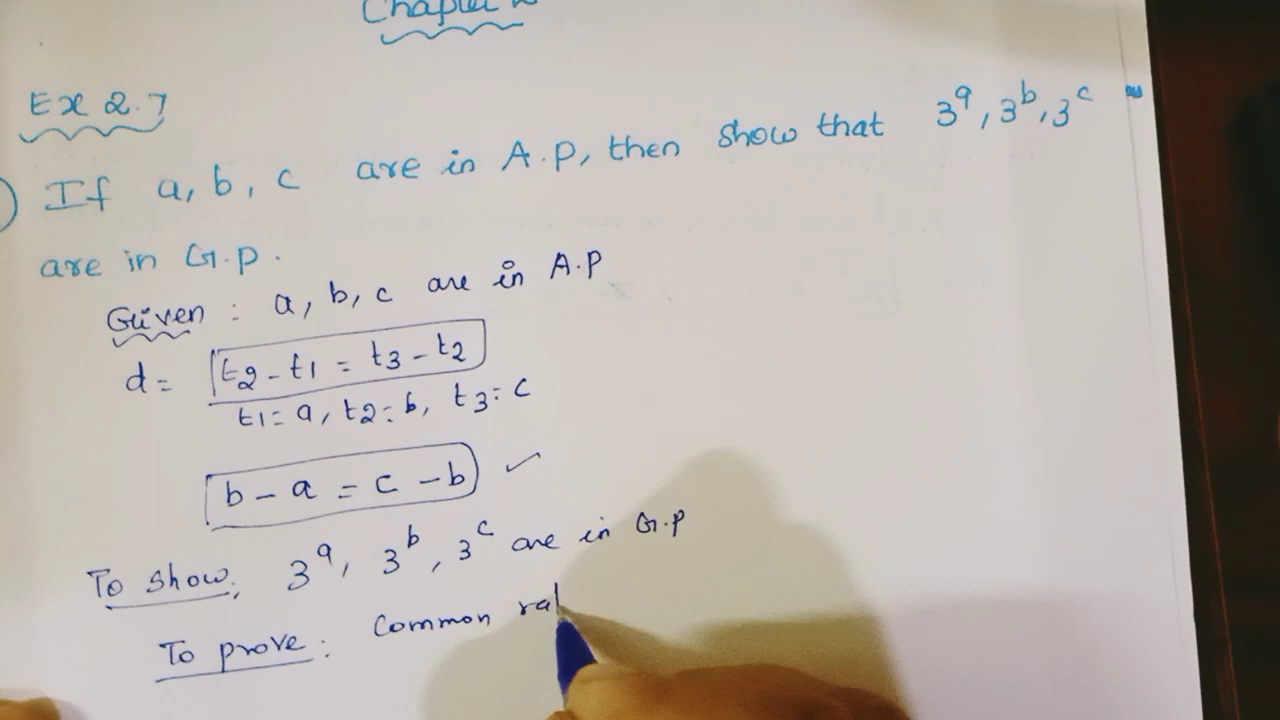 Chapter
Ex 2.7
) If a, b, c are in A.P, then show that 3^a, 3^b, 3^c
are in G.P.
Given : a, b, c are in A.P
d = t2 - t1 = t3 - t2
t1 = a, t2 = b, t3 = c
b - a = c - b ✓
To show; 3^a, 3^b, 3^c are in G.P
To prove : Common rat